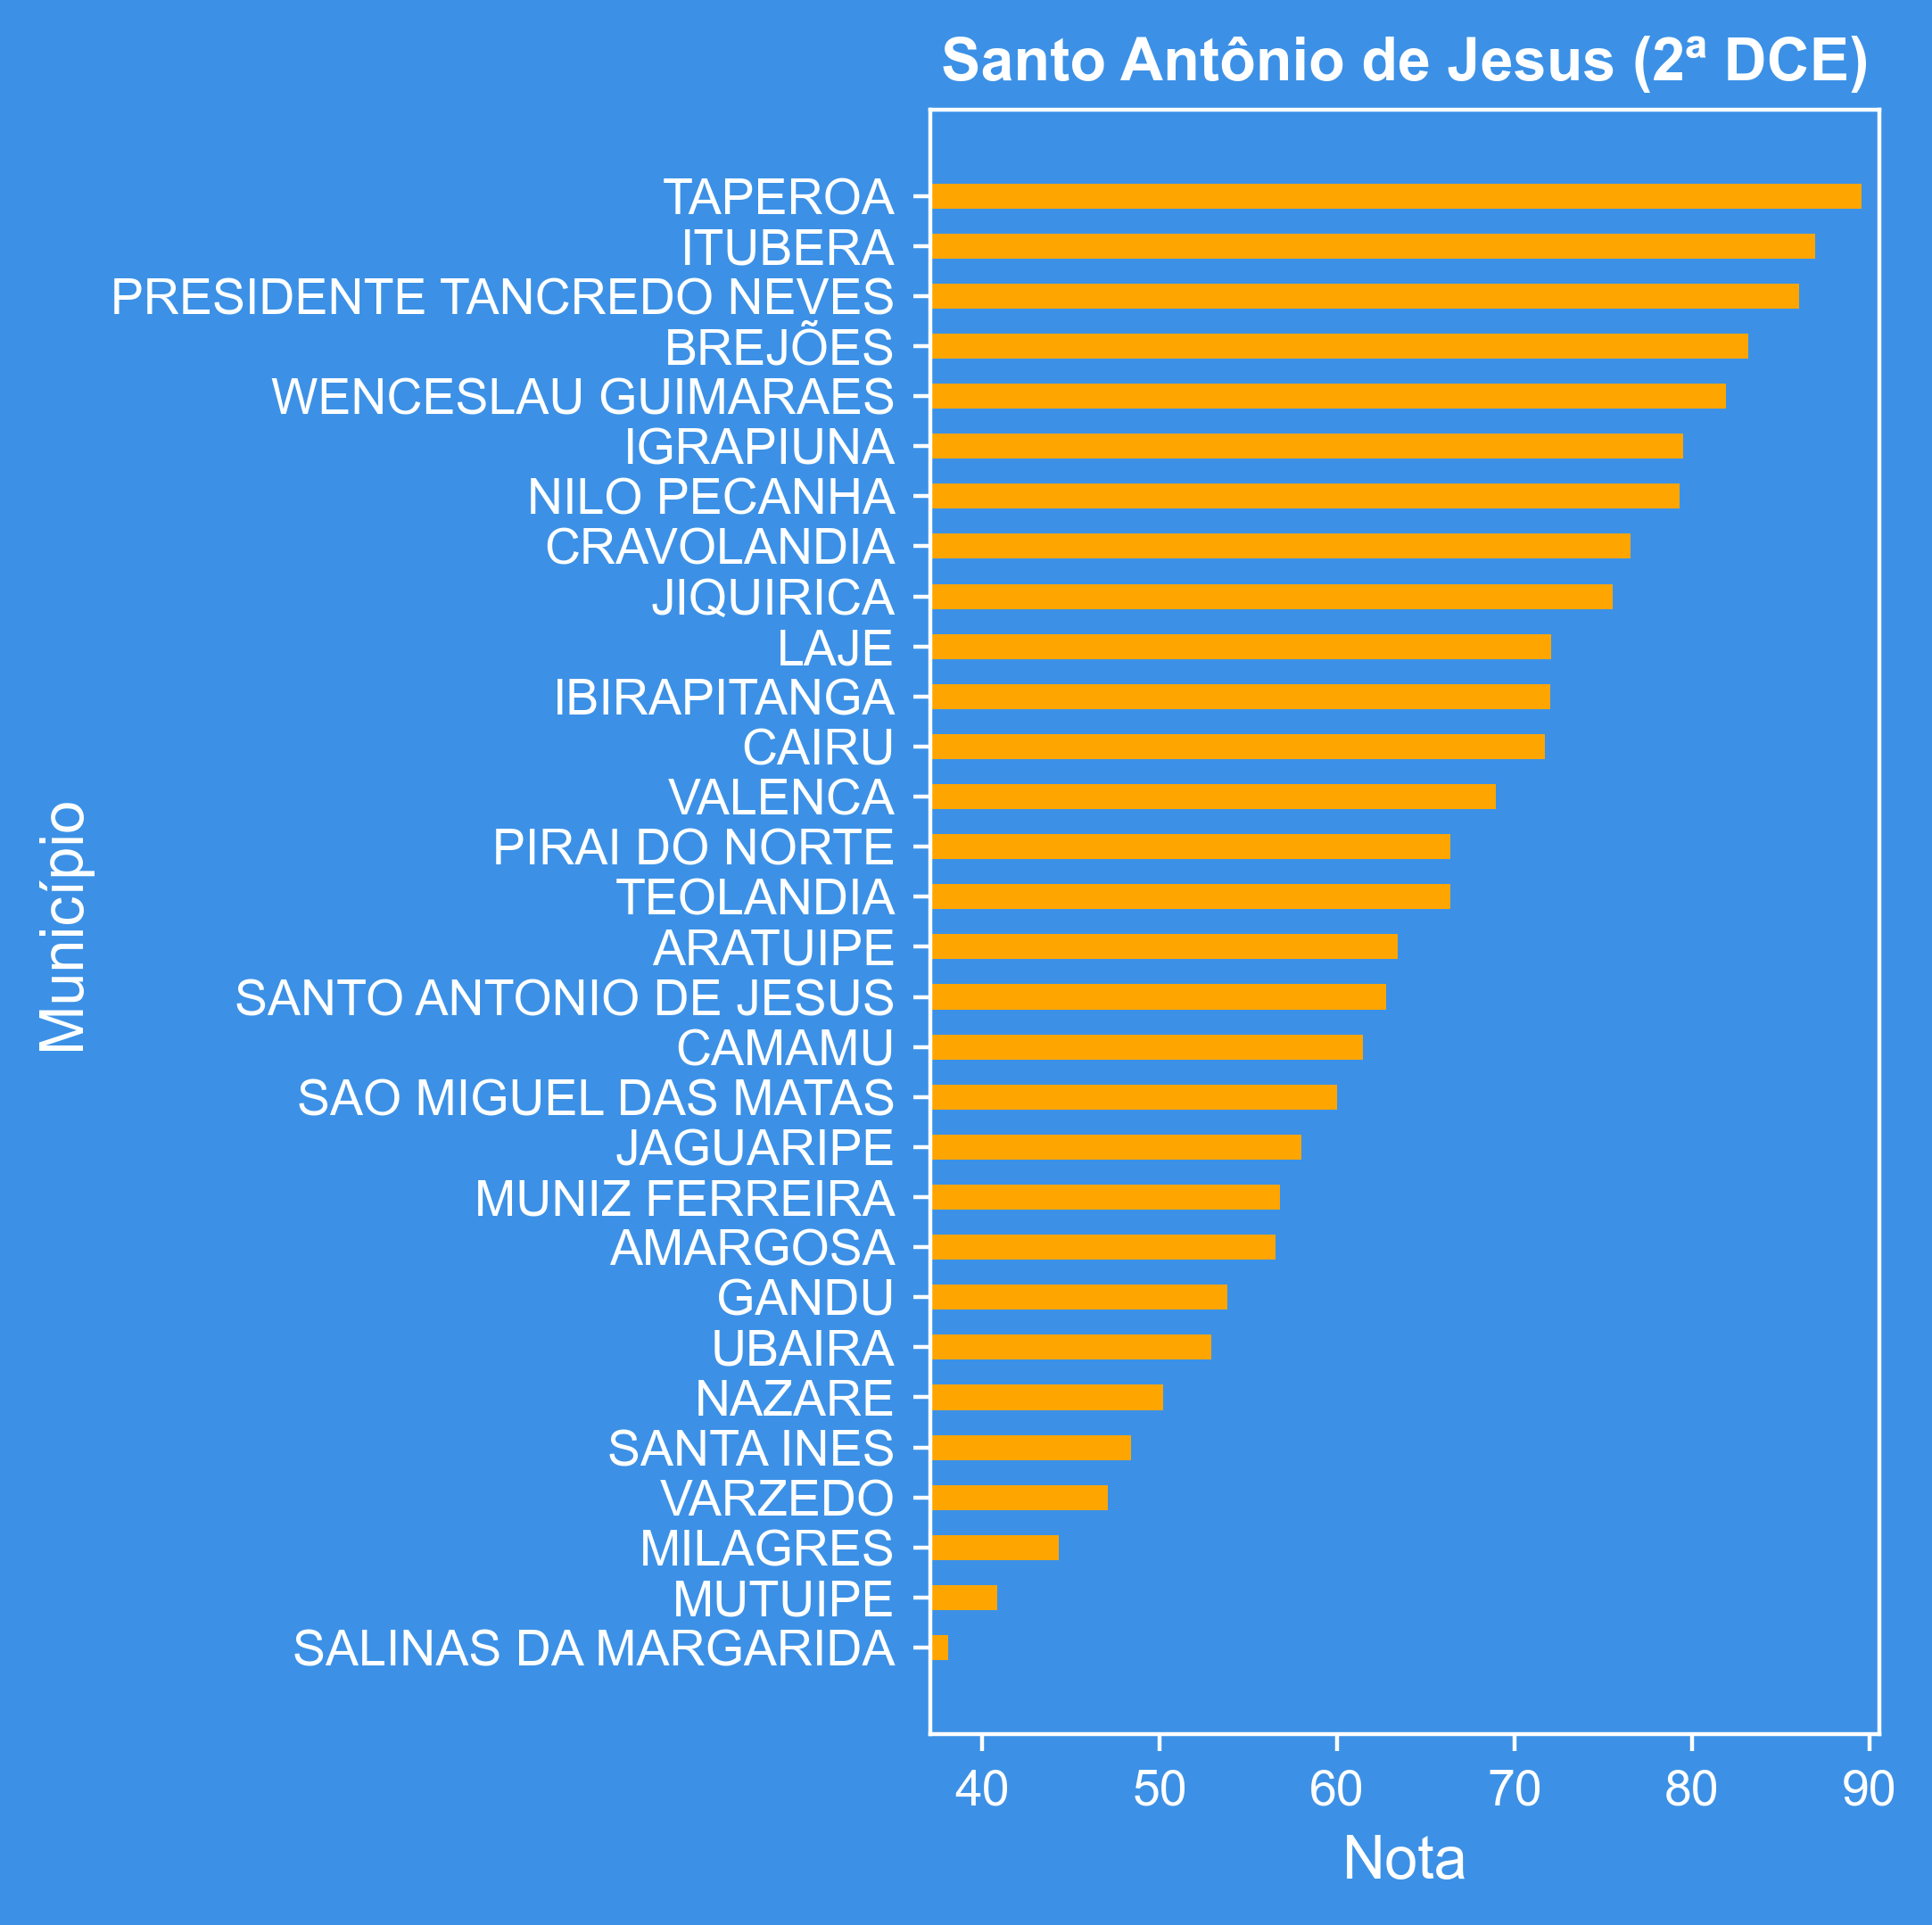 Santo Antônio de Jesus (2ª DCE)
TAPEROA
ITUBERA
PRESIDENTE TANCREDO NEVES
BREJÕES
WENCESLAU GUIMARAES
IGRAPIUNA
NILO PECANHA
CRAVOLANDIA
JIQUIRICA
LAJE
IBIRAPITANGA
CAIRU
VALENCA
PIRAI DO NORTE
TEOLANDIA
ARATUIPE
SANTO ANTONIO DE JESUS
CAMAMU
SAO MIGUEL DAS MATAS
JAGUARIPE
MUNIZ FERREIRA
AMARGOSA
GANDU
UBAIRA
NAZARE
SANTA INES
VARZEDO
MILAGRES
MUTUIPE
SALINAS DA MARGARIDA
Município
40 50 60 70 80 90
Nota